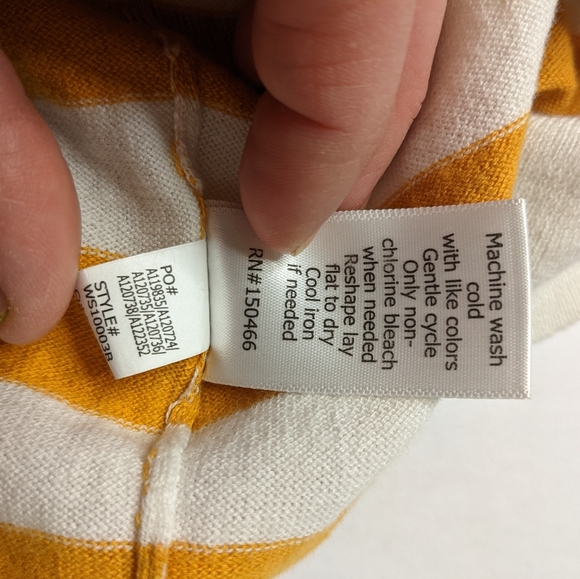 Machine wash
cold
with like colors
Gentle cycle
Only non-
chlorine bleach
when needed
Reshape lay
flat to dry
Cool iron
if needed
RN#150466
PO#
A119835/A120724/
A120735/A120736/
A120738/A122352
STYLE#
WS10003R